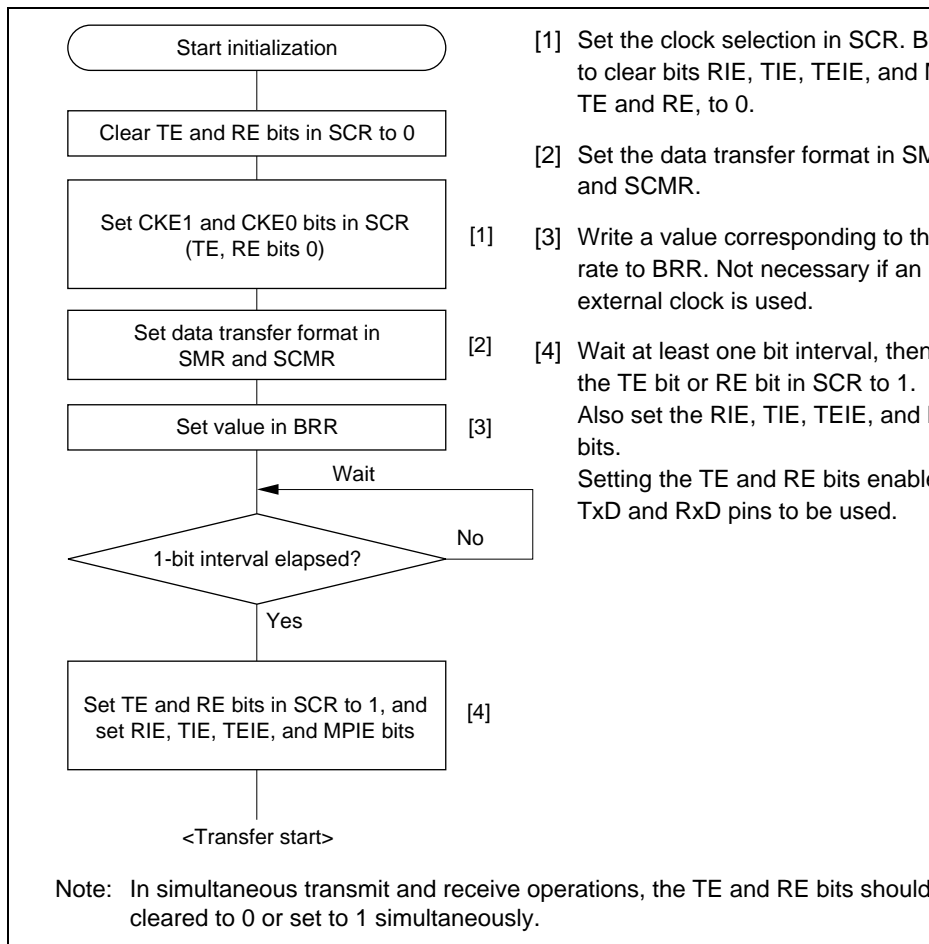 Start initialization
Clear TE and RE bits in SCR to 0
Set CKE1 and CKE0 bits in SCR
(TE, RE bits 0)
[1]
Set data transfer format in
SMR and SCMR
[2]
Set value in BRR
[3]
Wait
No
1-bit interval elapsed?
Yes
Set TE and RE bits in SCR to 1, and
set RIE, TIE, TEIE, and MPIE bits
[4]
<Transfer start>
[1] Set the clock selection in SCR.
to clear bits RIE, TIE, TEIE, and
TE and RE, to 0.
[2] Set the data transfer format in
and SCMR.
[3] Write a value corresponding to
rate to BRR. Not necessary if an
external clock is used.
[4] Wait at least one bit interval, then
the TE bit or RE bit in SCR to 1.
Also set the RIE, TIE, TEIE, and
bits.
Setting the TE and RE bits
TxD and RxD pins to be used.
Note: In simultaneous transmit and receive operations, the TE and RE bits should
cleared to 0 or set to 1 simultaneously.